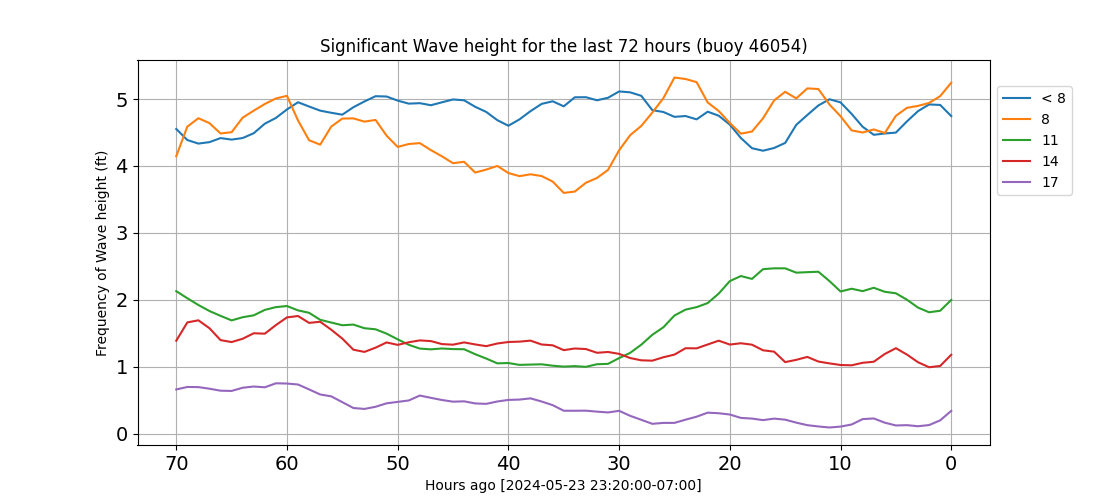 Significant Wave height for the last 72 hours (buoy 46054)
Frequency of Wave height (ft)
5
4
3
2
1
0
70 60 50 40 30 20 10 0
Hours ago [2024-05-23 23:20:00-07:00]
< 8
8
11
14
17